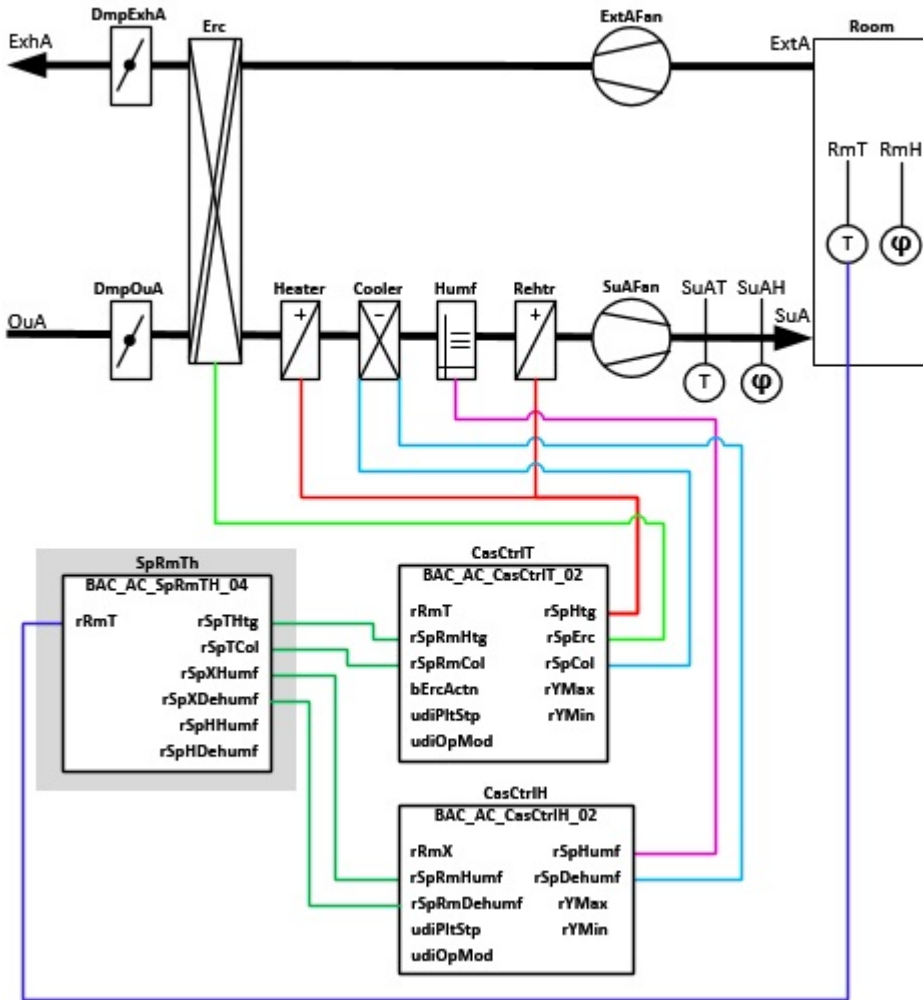 DmpExhA Erc ExtAFan Room
ExhA ExtA
RmT RmH
T φ
DmpOuA Heater Cooler Humf Rehtr SuAFan SuAT SuAH
OuA + − + SuA
T φ
SpRmTh
BAC_AC_SpRmTH_04
rRmT rSpTHtg
rSpTCol
rSpXHumf
rSpXDehumf
rSpHHumf
rSpHDehumf
CasCtrlT
BAC_AC_CasCtrlT_02
rRmT rSpHtg
rSpRmHtg rSpErc
rSpRmCol rSpCol
bErcActn rYMax
udiPltStp rYMin
udiOpMod
CasCtrlH
BAC_AC_CasCtrlH_02
rRmX rSpHumf
rSpRmHumf rSpDehumf
rSpRmDehumf rYMax
udiPltStp rYMin
udiOpMod